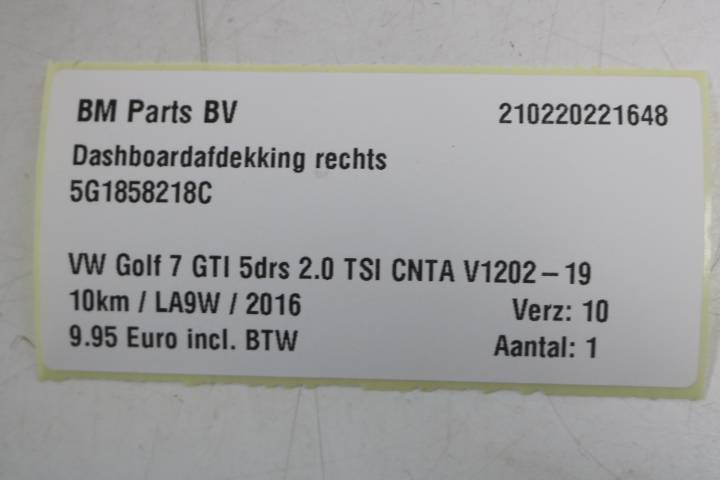 BM Parts BV 210220221648
Dashboardafdekking rechts
5G1858218C
VW Golf 7 GTI 5drs 2.0 TSI CNTA V1202 – 19
10km / LA9W / 2016 Verz: 10
9.95 Euro incl. BTW Aantal: 1